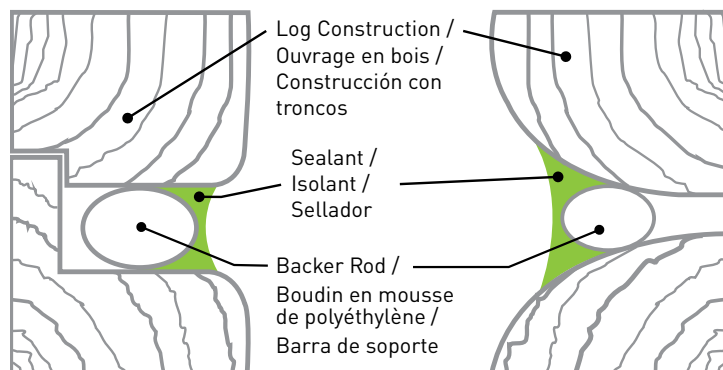 Log Construction /
Ouvrage en bois /
Construcción con
troncos
Sealant /
Isolant /
Sellador
Backer Rod /
Boudin en mousse
de polyéthylène /
Barra de soporte